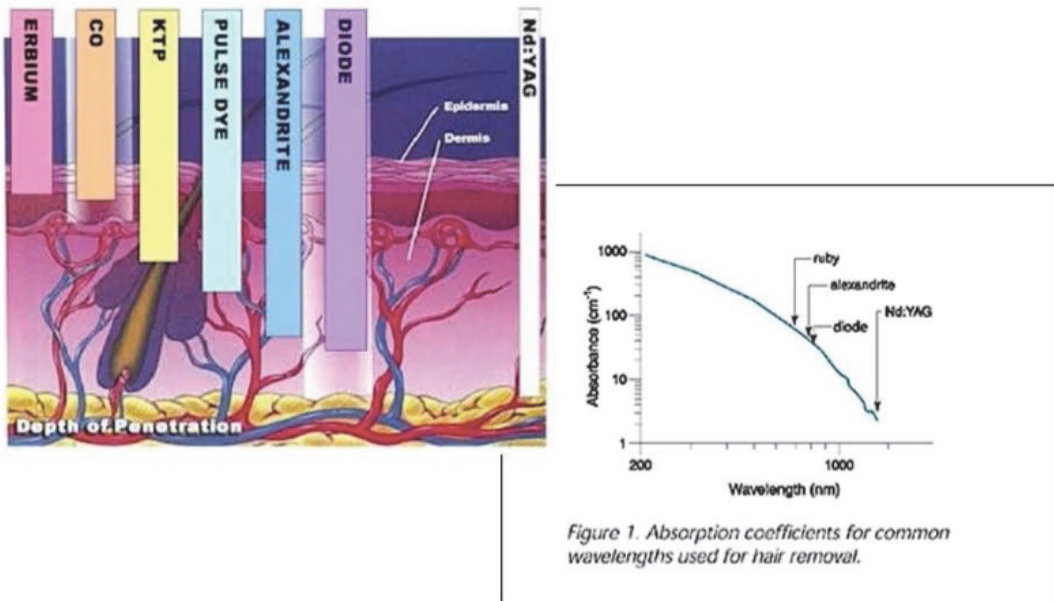 ERBIUM
CO
KTP
PULSE DYE
ALEXANDRITE
DIODE
Nd:YAG
Epidermis
Dermis
Depth of Penetration
1000
100
10
1
Absorbance (cm⁻¹)
ruby
alexandrite
diode
Nd:YAG
200
1000
Wavelength (nm)
Figure 1. Absorption coefficients for common
wavelengths used for hair removal.